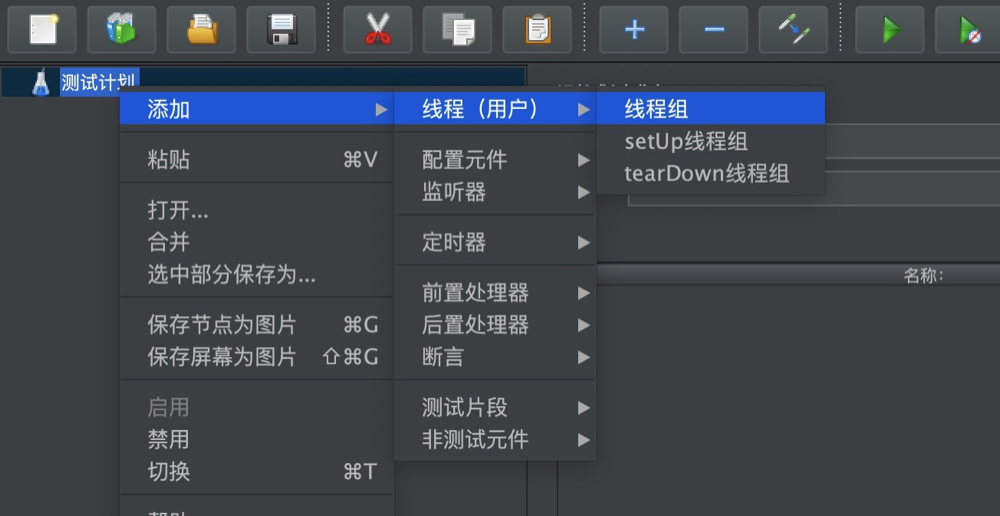 测试计划
添加
粘贴 ⌘V
打开...
合并
选中部分保存为...
保存节点为图片 ⌘G
保存屏幕为图片 ⇧⌘G
启用
禁用
切换 ⌘T
线程（用户）
配置元件
监听器
定时器
前置处理器
后置处理器
断言
测试片段
非测试元件
线程组
setUp线程组
tearDown线程组
名称: